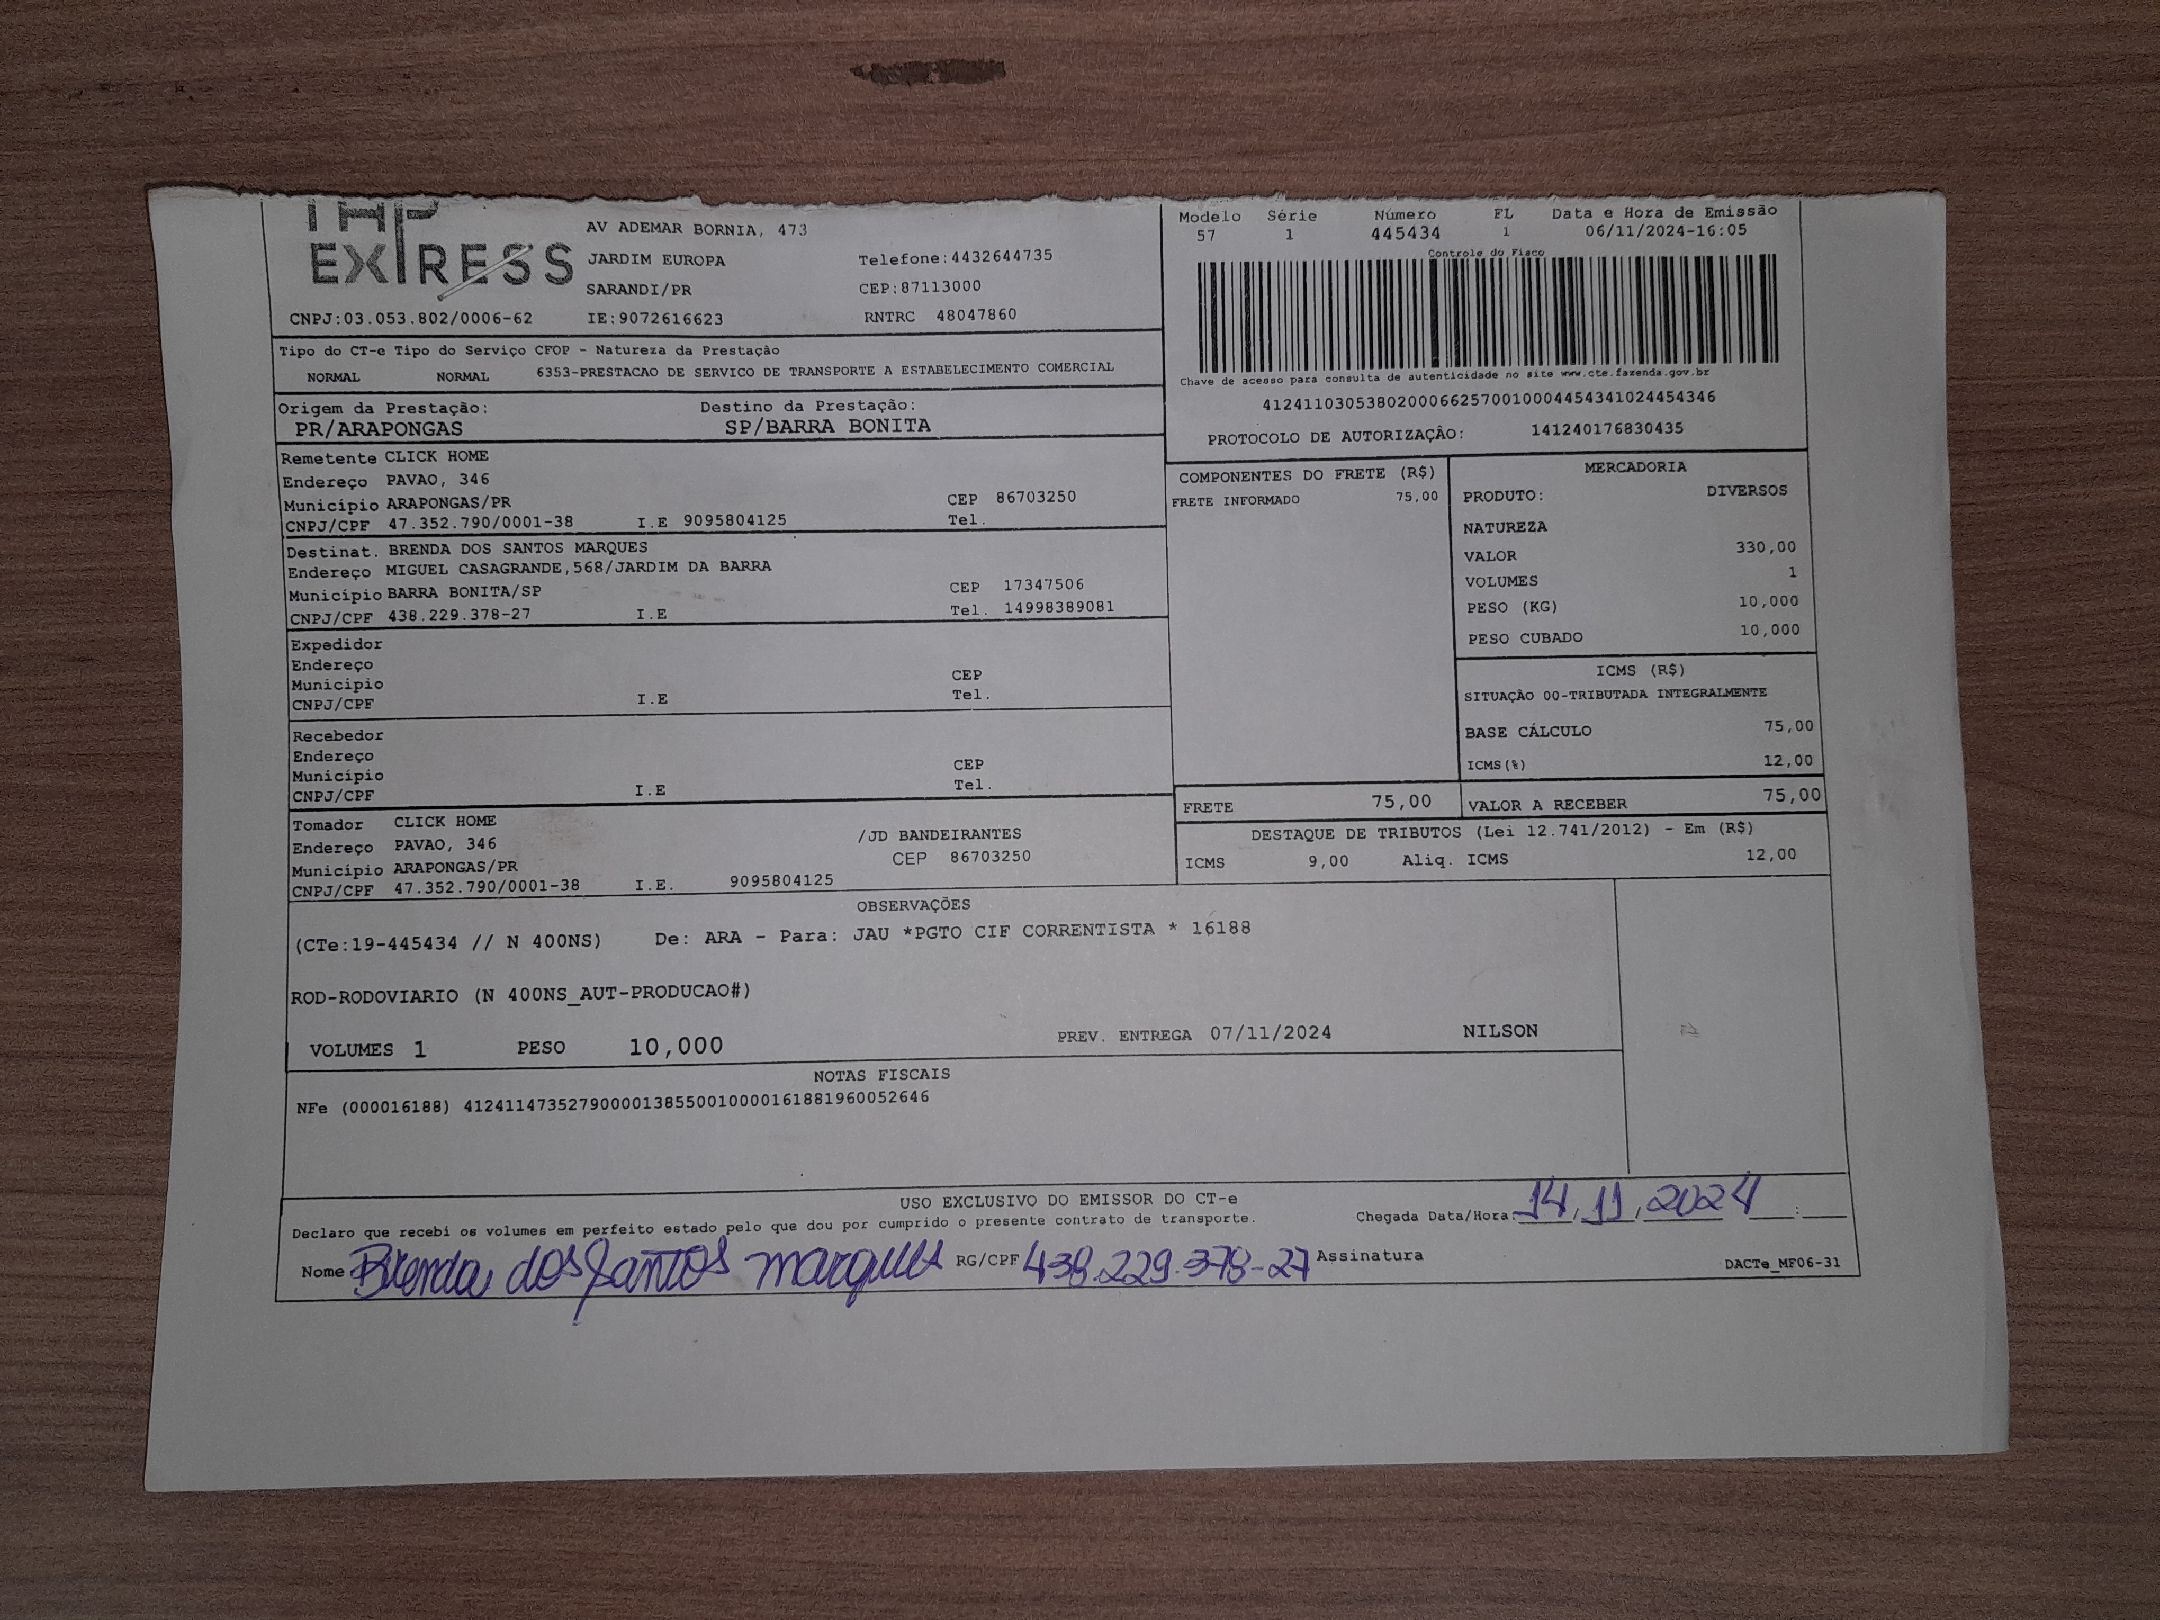 EXPRESS
AV ADEMAR BORNIA, 473
JARDIM EUROPA Telefone:4432644735
SARANDI/PR CEP:87113000
CNPJ:03.053.802/0006-62 IE:9072616623 RNTRC 48047860
Modelo Série Número FL Data e Hora de Emissão
57 1 445434 1 06/11/2024-16:05
Controle do Fisco
Chave de acesso para consulta de autenticidade no site www.cte.fazenda.gov.br
41241103053802000662570010004454341024454346
PROTOCOLO DE AUTORIZAÇÃO: 141240176830435
Tipo do CT-e Tipo do Serviço CFOP - Natureza da Prestação
NORMAL NORMAL 6353-PRESTACAO DE SERVICO DE TRANSPORTE A ESTABELECIMENTO COMERCIAL
Origem da Prestação: Destino da Prestação:
PR/ARAPONGAS SP/BARRA BONITA
Remetente CLICK HOME
Endereço PAVAO, 346
Município ARAPONGAS/PR CEP 86703250
CNPJ/CPF 47.352.790/0001-38 I.E 9095804125 Tel.
Destinat. BRENDA DOS SANTOS MARQUES
Endereço MIGUEL CASAGRANDE,568/JARDIM DA BARRA
Município BARRA BONITA/SP CEP 17347506
CNPJ/CPF 438.229.378-27 I.E Tel. 14998389081
Expedidor
Endereço
Município CEP
CNPJ/CPF I.E Tel.
Recebedor
Endereço
Município CEP
CNPJ/CPF I.E Tel.
Tomador CLICK HOME
Endereço PAVAO, 346 /JD BANDEIRANTES
Município ARAPONGAS/PR CEP 86703250
CNPJ/CPF 47.352.790/0001-38 I.E. 9095804125
COMPONENTES DO FRETE (R$)
FRETE INFORMADO 75,00
MERCADORIA
PRODUTO: DIVERSOS
NATUREZA
VALOR 330,00
VOLUMES 1
PESO (KG) 10,000
PESO CUBADO 10,000
ICMS (R$)
SITUAÇÃO 00-TRIBUTADA INTEGRALMENTE
BASE CÁLCULO 75,00
ICMS(%) 12,00
FRETE 75,00 VALOR A RECEBER 75,00
DESTAQUE DE TRIBUTOS (Lei 12.741/2012) - Em (R$)
ICMS 9,00 Aliq. ICMS 12,00
OBSERVAÇÕES
(CTe:19-445434 // N 400NS) De: ARA - Para: JAU *PGTO CIF CORRENTISTA * 16188
ROD-RODOVIARIO (N 400NS_AUT-PRODUCAO#)
VOLUMES 1 PESO 10,000 PREV. ENTREGA 07/11/2024 NILSON
NOTAS FISCAIS
NFe (000016188) 41241147352790000138550010000161881960052646
USO EXCLUSIVO DO EMISSOR DO CT-e
Declaro que recebi os volumes em perfeito estado pelo que dou por cumprido o presente contrato de transporte. Chegada Data/Hora: 14, 11, 2024 :
Nome Brenda dos Santos Marques RG/CPF 438.229.378-27 Assinatura DACTe_MF06-31